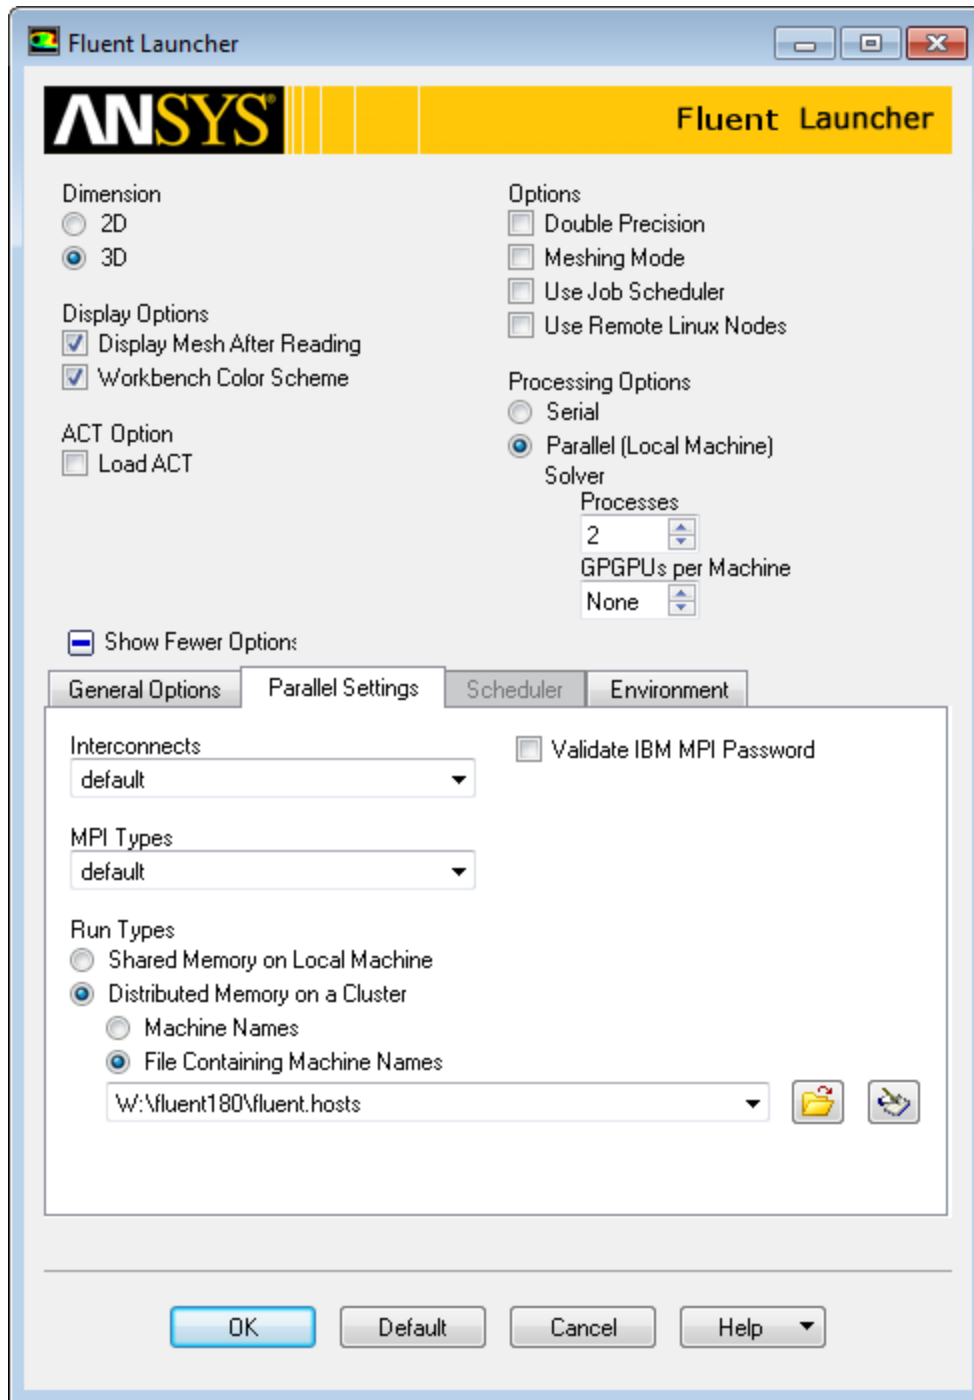 Fluent Launcher
ANSYS®
Fluent Launcher
Dimension
2D
3D
Display Options
Display Mesh After Reading
Workbench Color Scheme
ACT Option
Load ACT
Options
Double Precision
Meshing Mode
Use Job Scheduler
Use Remote Linux Nodes
Processing Options
Serial
Parallel (Local Machine)
Solver
Processes
2
GPGPUs per Machine
None
Show Fewer Options
General Options
Parallel Settings
Scheduler
Environment
Interconnects
default
Validate IBM MPI Password
MPI Types
default
Run Types
Shared Memory on Local Machine
Distributed Memory on a Cluster
Machine Names
File Containing Machine Names
W:\fluent180\fluent.hosts
OK
Default
Cancel
Help